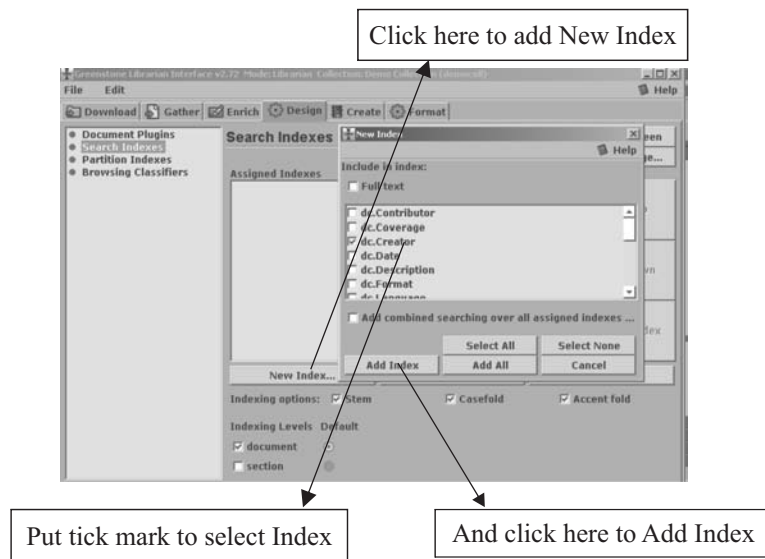 Click here to add New Index
Greenstone Librarian Interface v2.72 Mode: Librarian Collection: Demo Collection (democoll)
File Edit Help
Download Gather Enrich Design Create Format
Document Plugins
Search Indexes
Partition Indexes
Browsing Classifiers
Search Indexes
Assigned Indexes
New Index
Help
Include in index:
Full text
dc.Contributor
dc.Coverage
dc.Creator
dc.Date
dc.Description
dc.Format
dc.Language
Add combined searching over all assigned indexes ...
Select All Select None
Add Index Add All Cancel
New Index...
Indexing options: Stem Casefold Accent fold
Indexing Levels Default
document
section
Put tick mark to select Index
And click here to Add Index